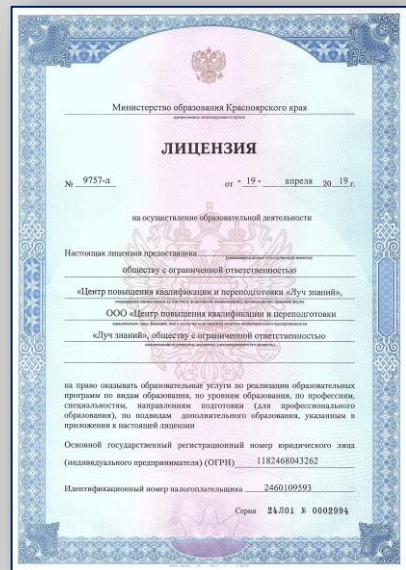 Министерство образования Красноярского края
ЛИЦЕНЗИЯ
№ 9757-л от « 19 » апреля 20 19 г.
на осуществление образовательной деятельности
Настоящая лицензия предоставлена
обществу с ограниченной ответственностью
«Центр повышения квалификации и переподготовки «Луч знаний»,
ООО «Центр повышения квалификации и переподготовки
«Луч знаний», обществу с ограниченной ответственностью
на право оказывать образовательные услуги по реализации образовательных
программ по видам образования, по уровням образования, по профессиям,
специальностям, направлениям подготовки (для профессионального
образования), по подвидам дополнительного образования, указанным в
приложении к настоящей лицензии
Основной государственный регистрационный номер юридического лица
(индивидуального предпринимателя) (ОГРН) 1182468043262
Идентификационный номер налогоплательщика 2460109593
Серия 24Л01 № 0002994